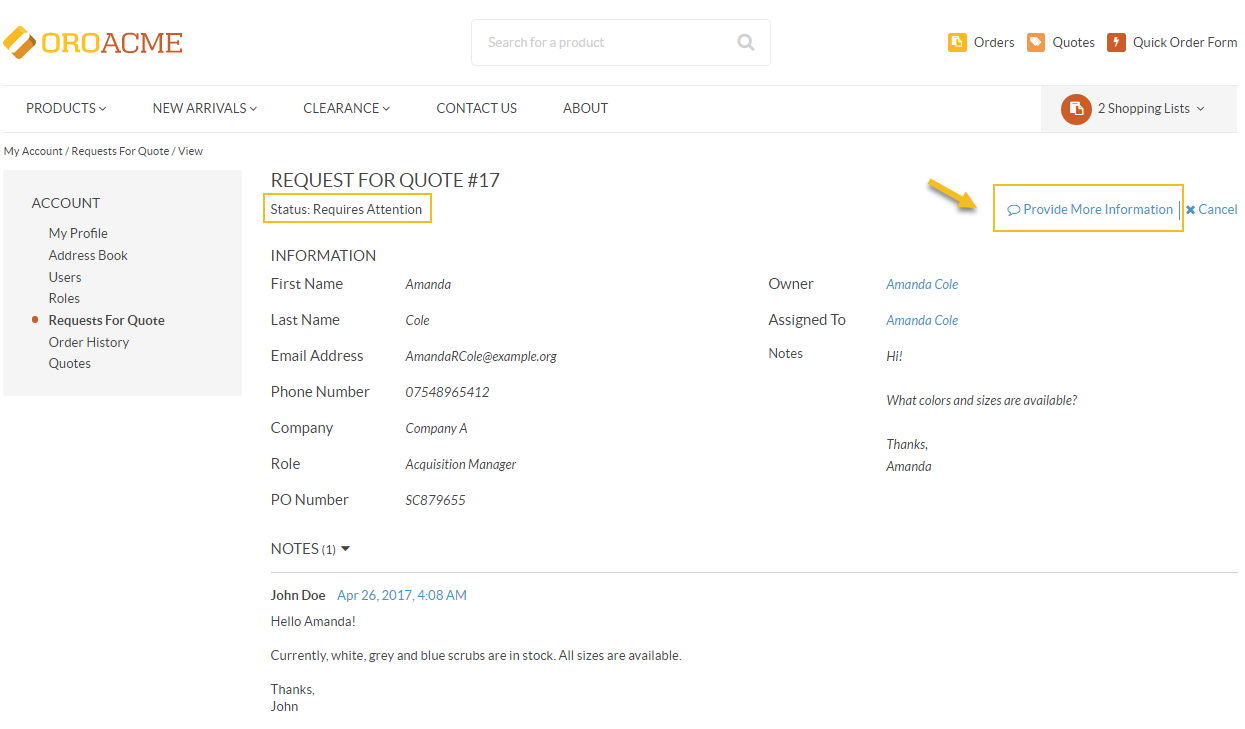 OROACME
Search for a product
Orders
Quotes
Quick Order Form
PRODUCTS
NEW ARRIVALS
CLEARANCE
CONTACT US
ABOUT
2 Shopping Lists
My Account / Requests For Quote / View
ACCOUNT
My Profile
Address Book
Users
Roles
Requests For Quote
Order History
Quotes
REQUEST FOR QUOTE #17
Status: Requires Attention
Provide More Information |
Cancel
INFORMATION
First Name Amanda
Last Name Cole
Email Address AmandaRCole@example.org
Phone Number 07548965412
Company Company A
Role Acquisition Manager
PO Number SC879655
Owner Amanda Cole
Assigned To Amanda Cole
Notes Hi!
What colors and sizes are available?
Thanks,
Amanda
NOTES (1)
John Doe Apr 26, 2017, 4:08 AM
Hello Amanda!
Currently, white, grey and blue scrubs are in stock. All sizes are available.
Thanks,
John